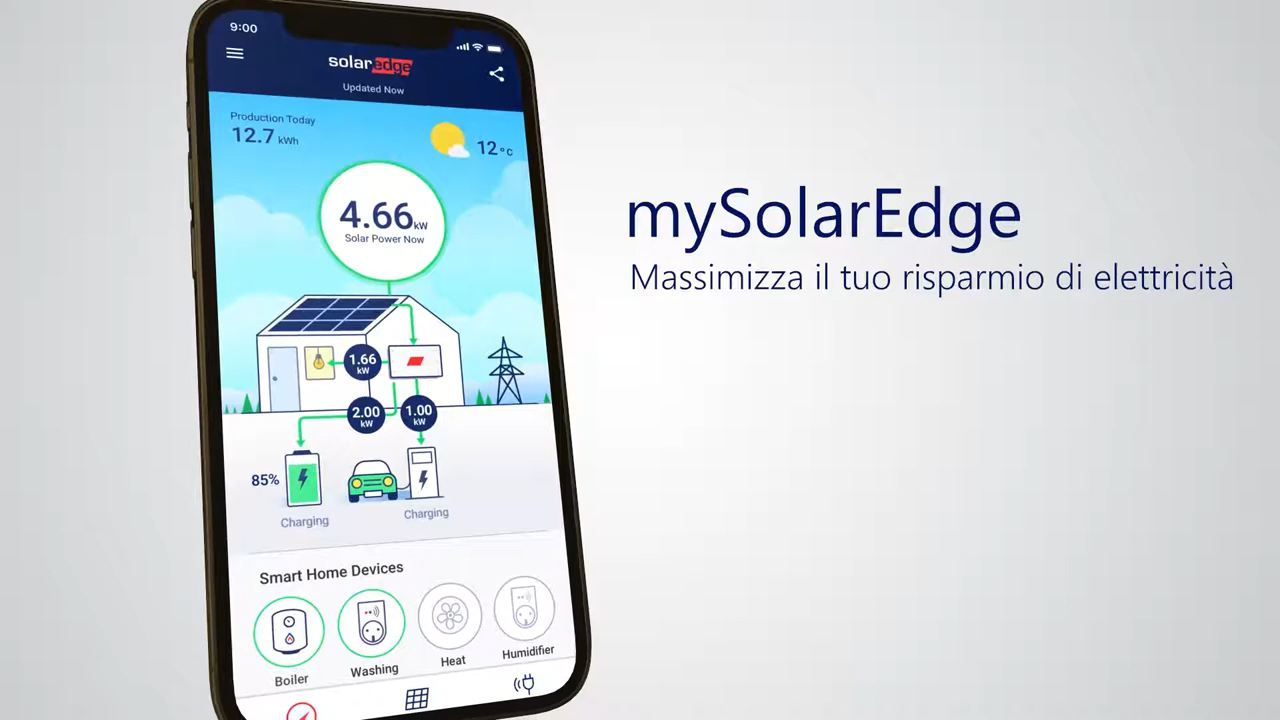 9:00
solaredge
Updated Now
Production Today
12.7 kWh
12°C
4.66 kW
Solar Power Now
1.66 kW
2.00 kW
1.00 kW
85%
Charging
Charging
Smart Home Devices
Boiler
Washing
Heat
Humidifier
mySolarEdge
Massimizza il tuo risparmio di elettricità